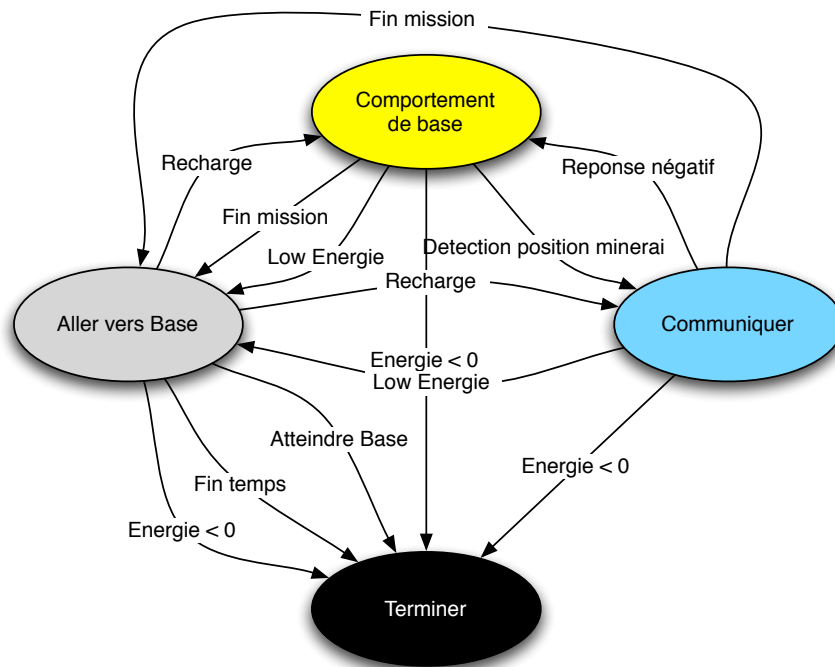 Fin mission
Comportement
de base
Recharge
Reponse négatif
Fin mission
Low Energie
Detection position minerai
Recharge
Aller vers Base
Communiquer
Energie < 0
Low Energie
Atteindre Base
Energie < 0
Fin temps
Energie < 0
Terminer